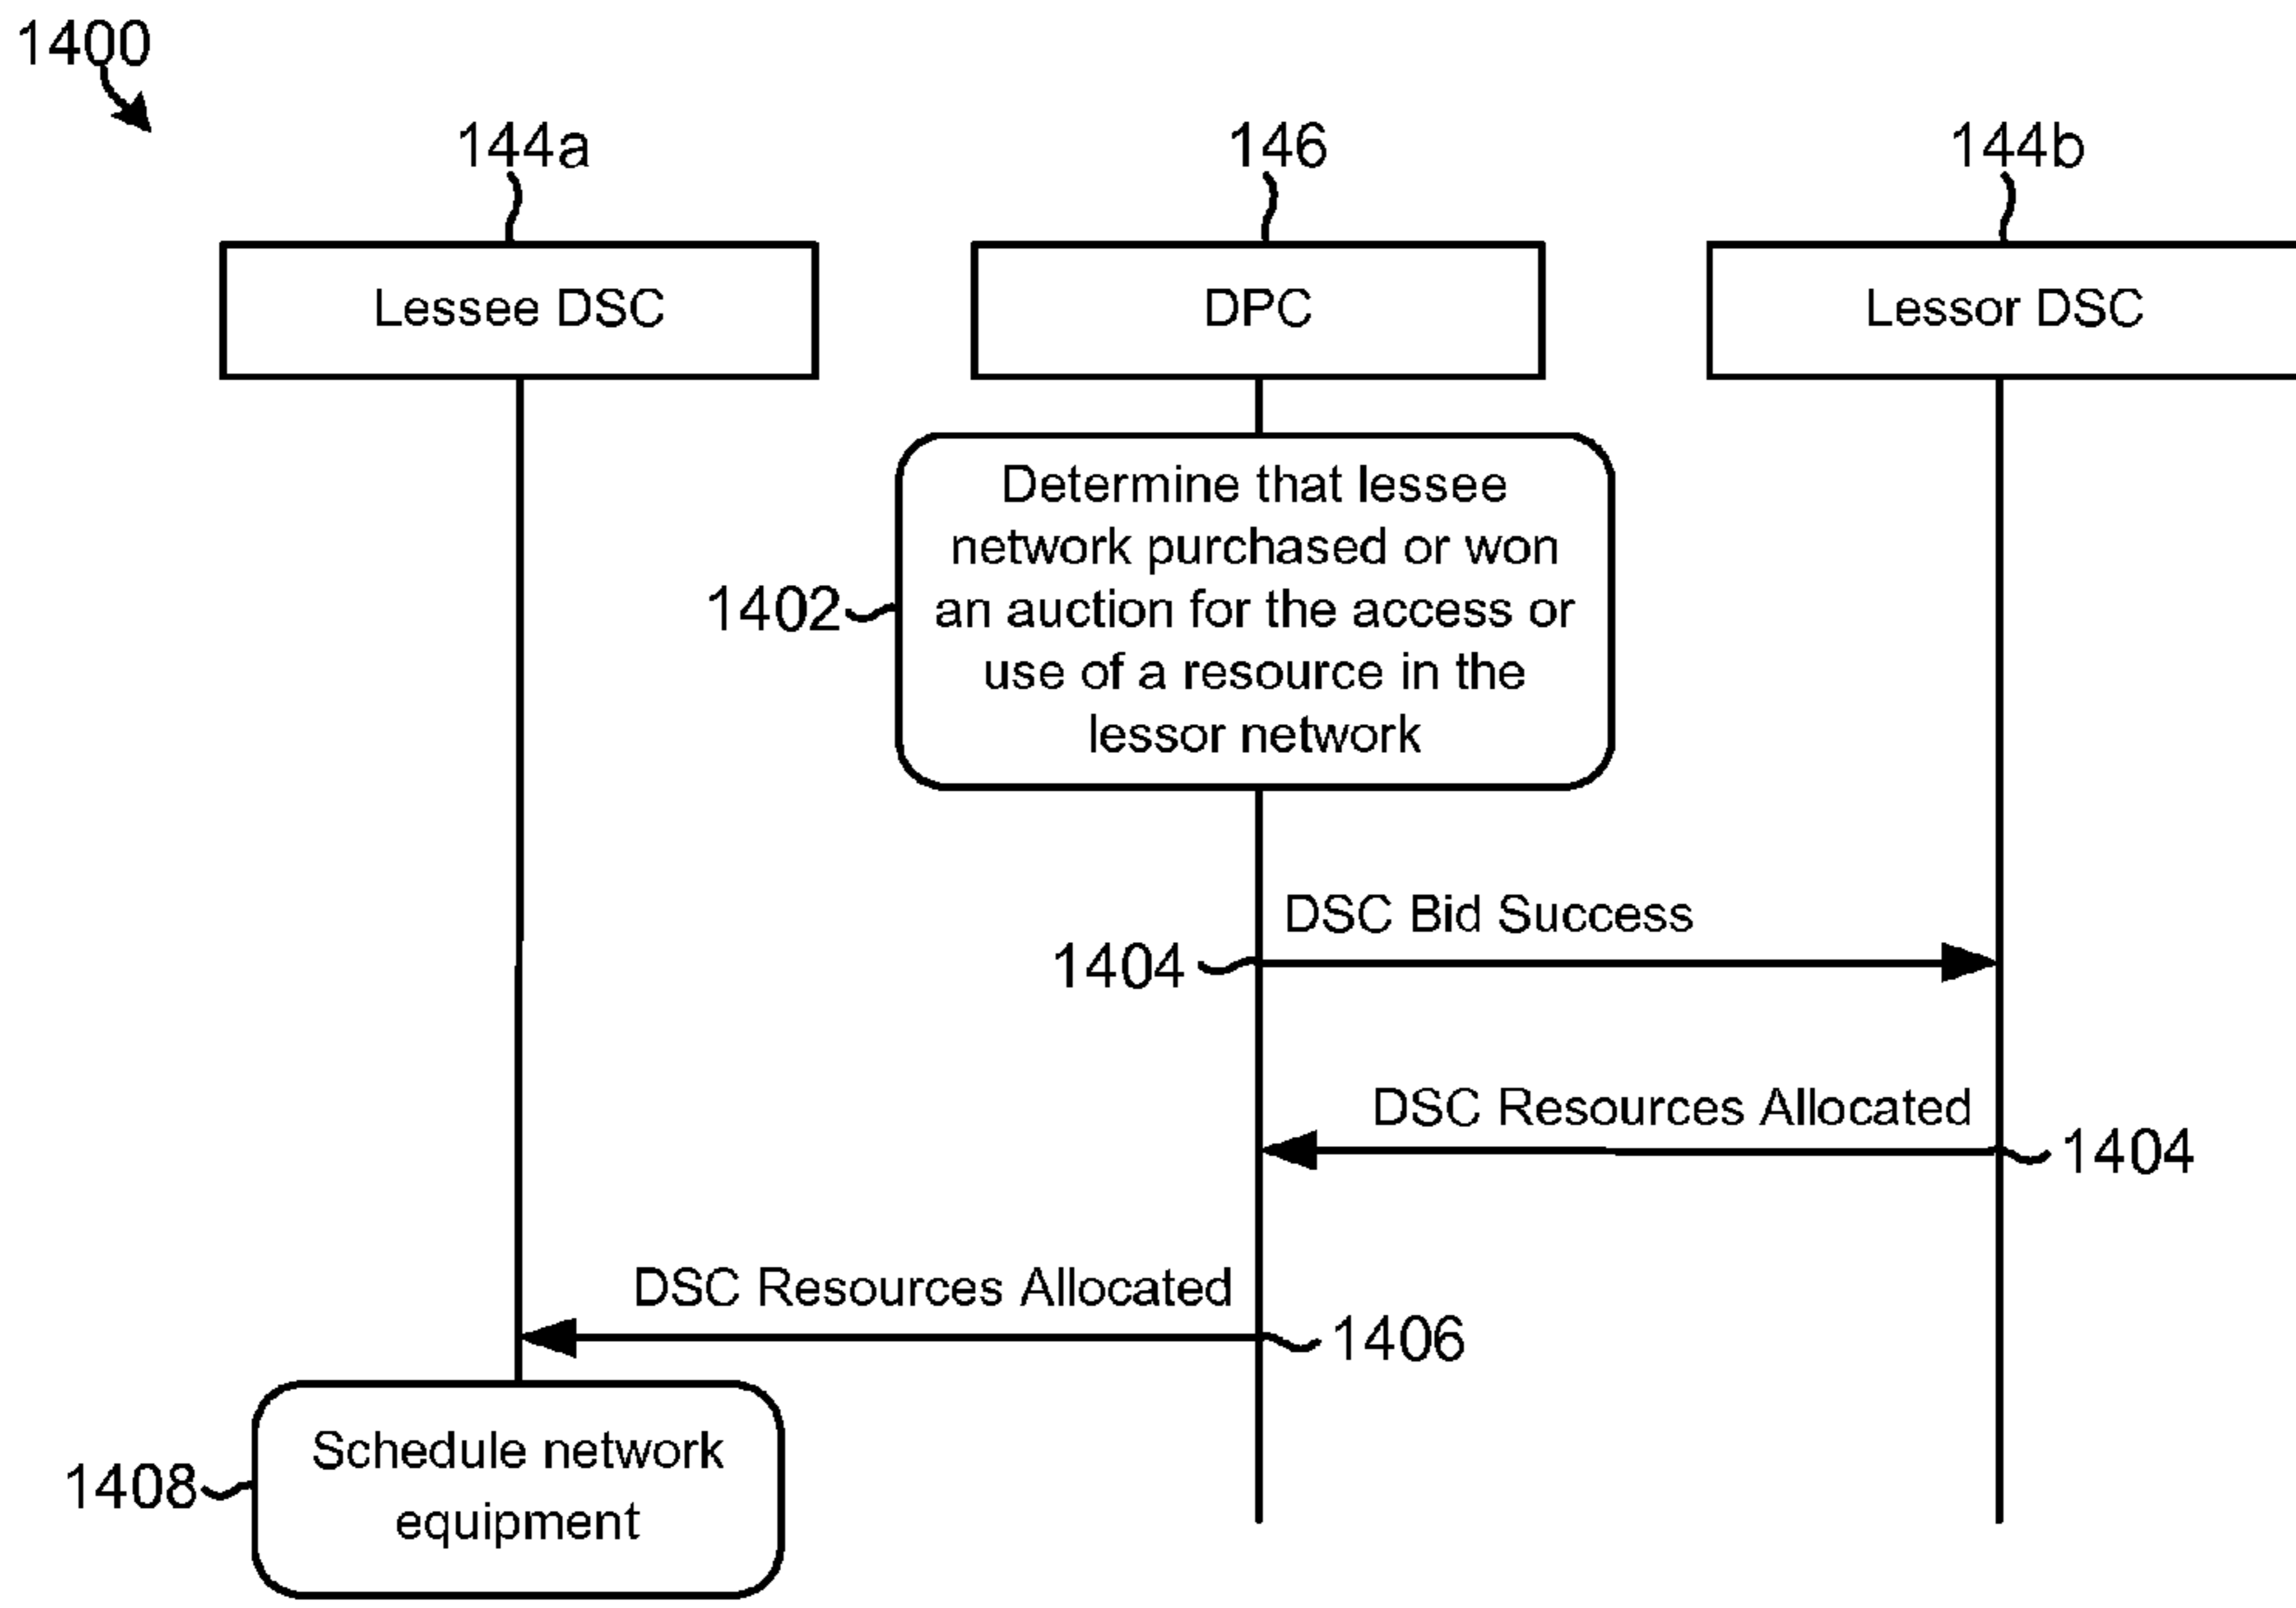 1400
144a
146
144b
Lessee DSC
DPC
Lessor DSC
Determine that lessee
network purchased or won
an auction for the access or
use of a resource in the
lessor network
1402
DSC Bid Success
1404
DSC Resources Allocated
1404
DSC Resources Allocated
1406
Schedule network
equipment
1408